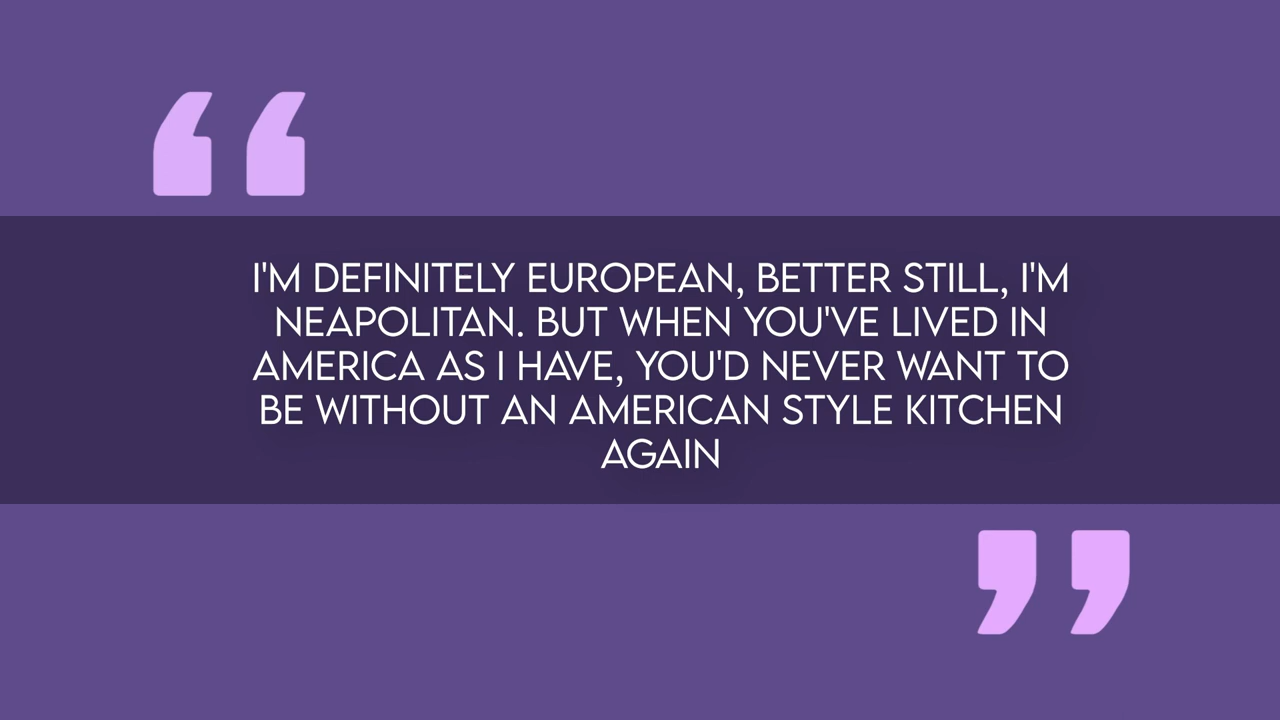 “
I'M DEFINITELY EUROPEAN, BETTER STILL, I'M
NEAPOLITAN. BUT WHEN YOU'VE LIVED IN
AMERICA AS I HAVE, YOU'D NEVER WANT TO
BE WITHOUT AN AMERICAN STYLE KITCHEN
AGAIN
”